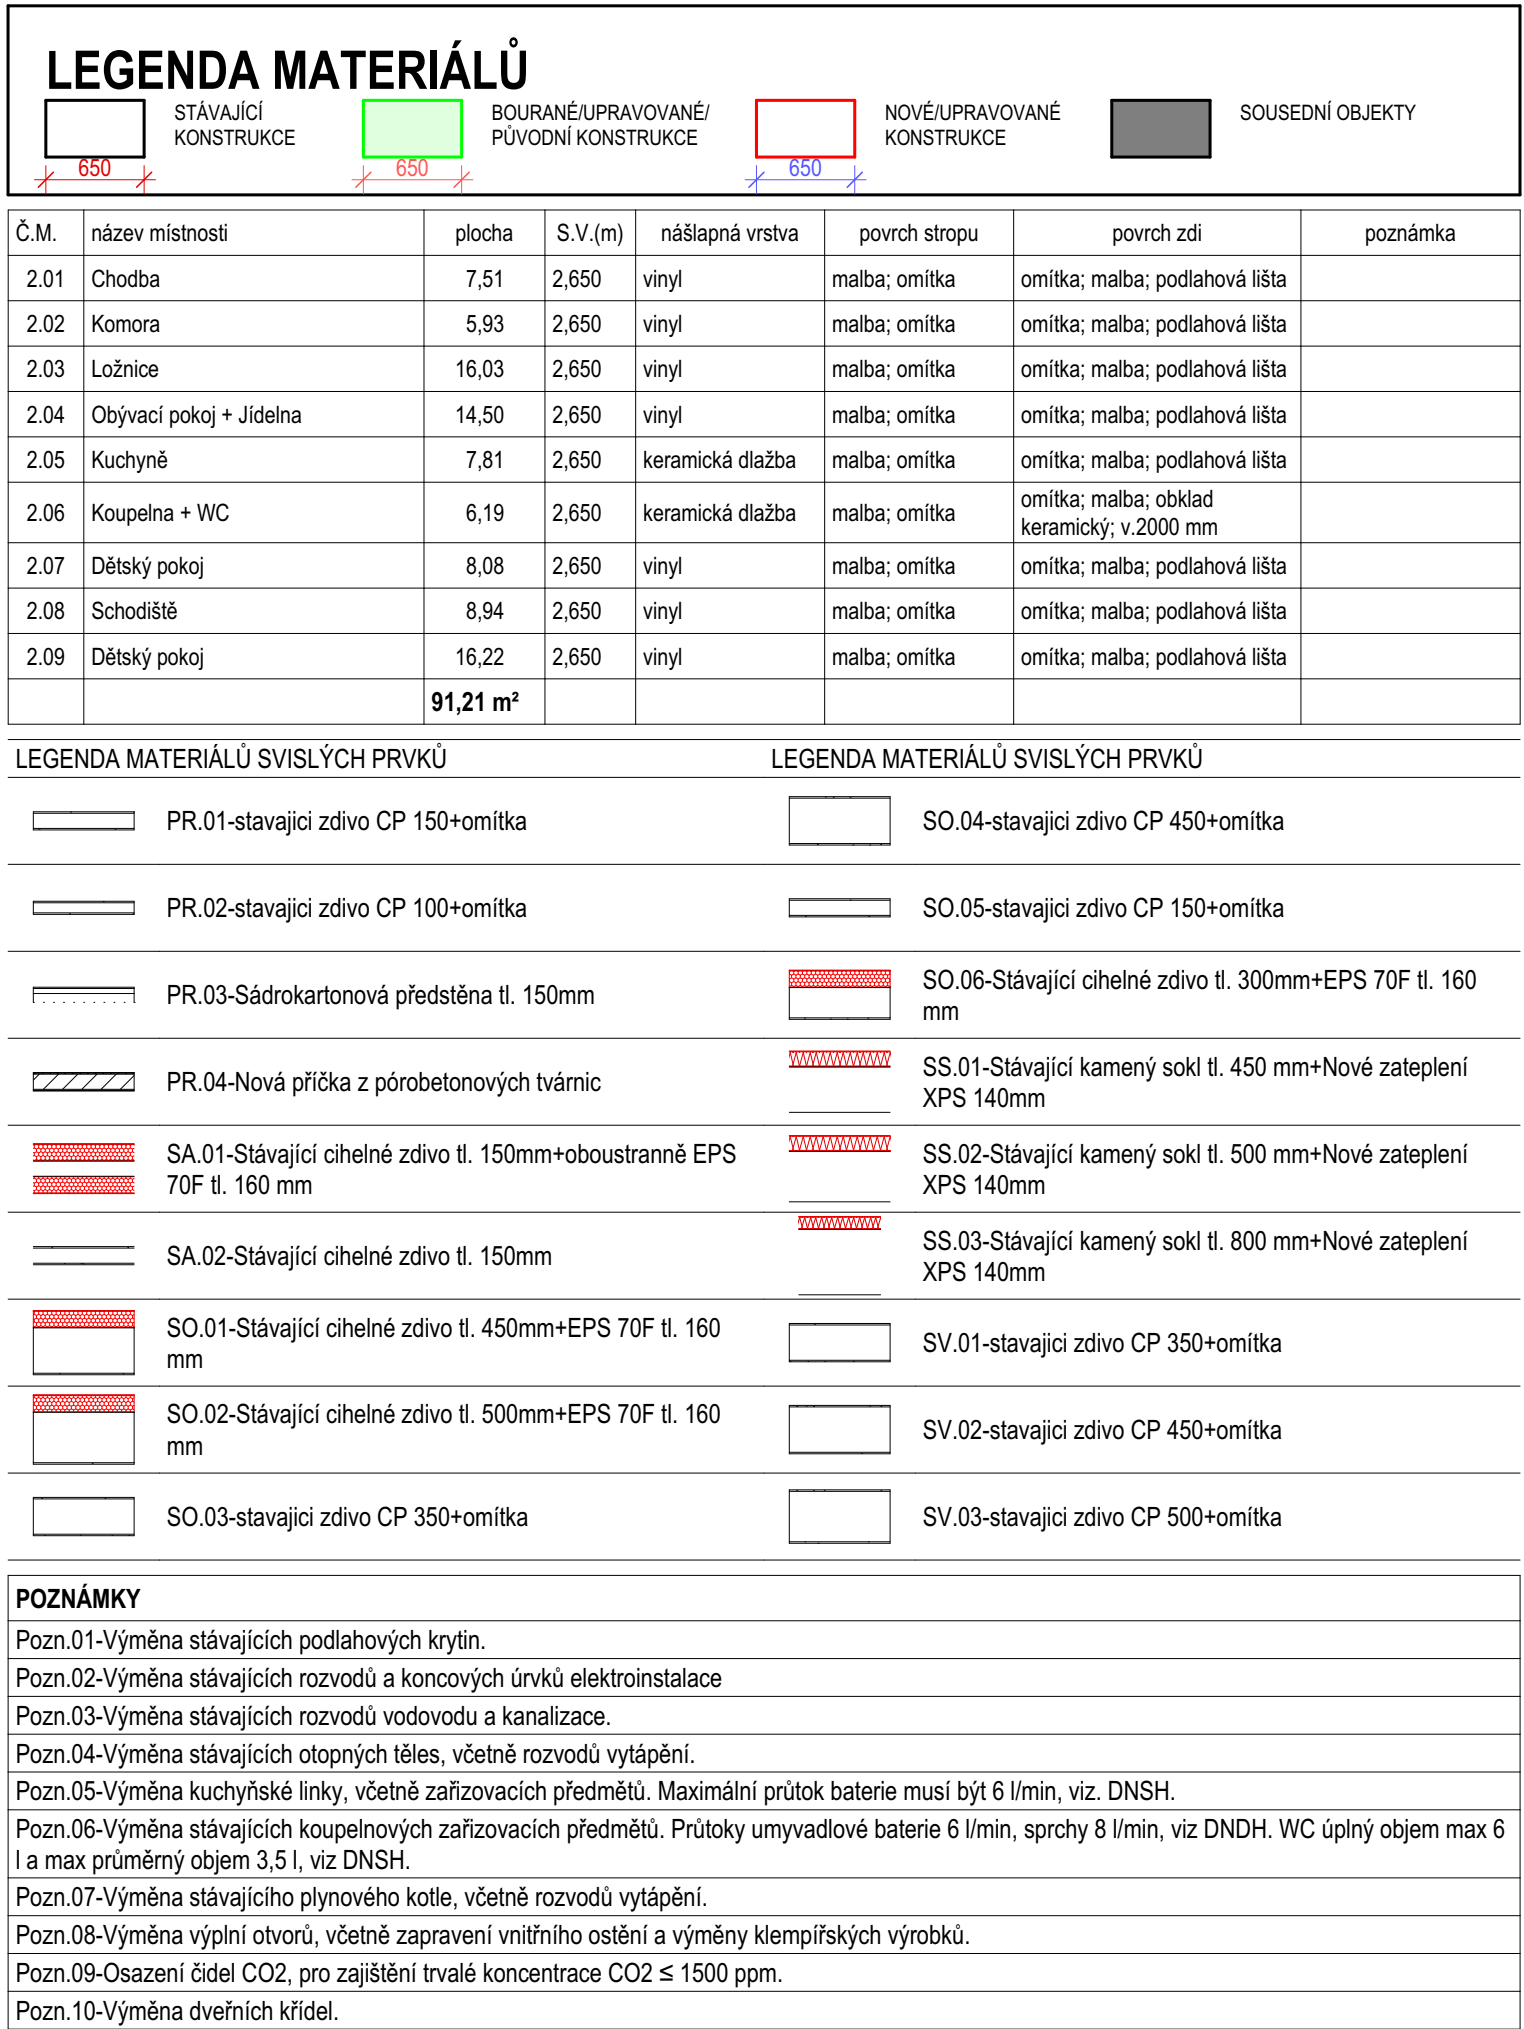 LEGENDA MATERIÁLŮ
STÁVAJÍCÍ
KONSTRUKCE
650
BOURANÉ/UPRAVOVANÉ/
PŮVODNÍ KONSTRUKCE
650
NOVÉ/UPRAVOVANÉ
KONSTRUKCE
650
SOUSEDNÍ OBJEKTY
Č.M. název místnosti plocha S.V.(m) nášlapná vrstva povrch stropu povrch zdi poznámka
2.01 Chodba 7,51 2,650 vinyl malba; omítka omítka; malba; podlahová lišta
2.02 Komora 5,93 2,650 vinyl malba; omítka omítka; malba; podlahová lišta
2.03 Ložnice 16,03 2,650 vinyl malba; omítka omítka; malba; podlahová lišta
2.04 Obývací pokoj + Jídelna 14,50 2,650 vinyl malba; omítka omítka; malba; podlahová lišta
2.05 Kuchyně 7,81 2,650 keramická dlažba malba; omítka omítka; malba; podlahová lišta
2.06 Koupelna + WC 6,19 2,650 keramická dlažba malba; omítka omítka; malba; obklad
keramický; v.2000 mm
2.07 Dětský pokoj 8,08 2,650 vinyl malba; omítka omítka; malba; podlahová lišta
2.08 Schodiště 8,94 2,650 vinyl malba; omítka omítka; malba; podlahová lišta
2.09 Dětský pokoj 16,22 2,650 vinyl malba; omítka omítka; malba; podlahová lišta
91,21 m²
LEGENDA MATERIÁLŮ SVISLÝCH PRVKŮ
PR.01-stavajici zdivo CP 150+omítka
PR.02-stavajici zdivo CP 100+omítka
PR.03-Sádrokartonová předstěna tl. 150mm
PR.04-Nová příčka z pórobetonových tvárnic
SA.01-Stávající cihelné zdivo tl. 150mm+oboustranně EPS
70F tl. 160 mm
SA.02-Stávající cihelné zdivo tl. 150mm
SO.01-Stávající cihelné zdivo tl. 450mm+EPS 70F tl. 160
mm
SO.02-Stávající cihelné zdivo tl. 500mm+EPS 70F tl. 160
mm
SO.03-stavajici zdivo CP 350+omítka
LEGENDA MATERIÁLŮ SVISLÝCH PRVKŮ
SO.04-stavajici zdivo CP 450+omítka
SO.05-stavajici zdivo CP 150+omítka
SO.06-Stávající cihelné zdivo tl. 300mm+EPS 70F tl. 160
mm
SS.01-Stávající kamený sokl tl. 450 mm+Nové zateplení
XPS 140mm
SS.02-Stávající kamený sokl tl. 500 mm+Nové zateplení
XPS 140mm
SS.03-Stávající kamený sokl tl. 800 mm+Nové zateplení
XPS 140mm
SV.01-stavajici zdivo CP 350+omítka
SV.02-stavajici zdivo CP 450+omítka
SV.03-stavajici zdivo CP 500+omítka
POZNÁMKY
Pozn.01-Výměna stávajících podlahových krytin.
Pozn.02-Výměna stávajících rozvodů a koncových úrvků elektroinstalace
Pozn.03-Výměna stávajících rozvodů vodovodu a kanalizace.
Pozn.04-Výměna stávajících otopných těles, včetně rozvodů vytápění.
Pozn.05-Výměna kuchyňské linky, včetně zařizovacích předmětů. Maximální průtok baterie musí být 6 l/min, viz. DNSH.
Pozn.06-Výměna stávajících koupelnových zařizovacích předmětů. Průtoky umyvadlové baterie 6 l/min, sprchy 8 l/min, viz DNDH. WC úplný objem max 6
l a max průměrný objem 3,5 l, viz DNSH.
Pozn.07-Výměna stávajícího plynového kotle, včetně rozvodů vytápění.
Pozn.08-Výměna výplní otvorů, včetně zapravení vnitřního ostění a výměny klempířských výrobků.
Pozn.09-Osazení čidel CO2, pro zajištění trvalé koncentrace CO2 ≤ 1500 ppm.
Pozn.10-Výměna dveřních křídel.